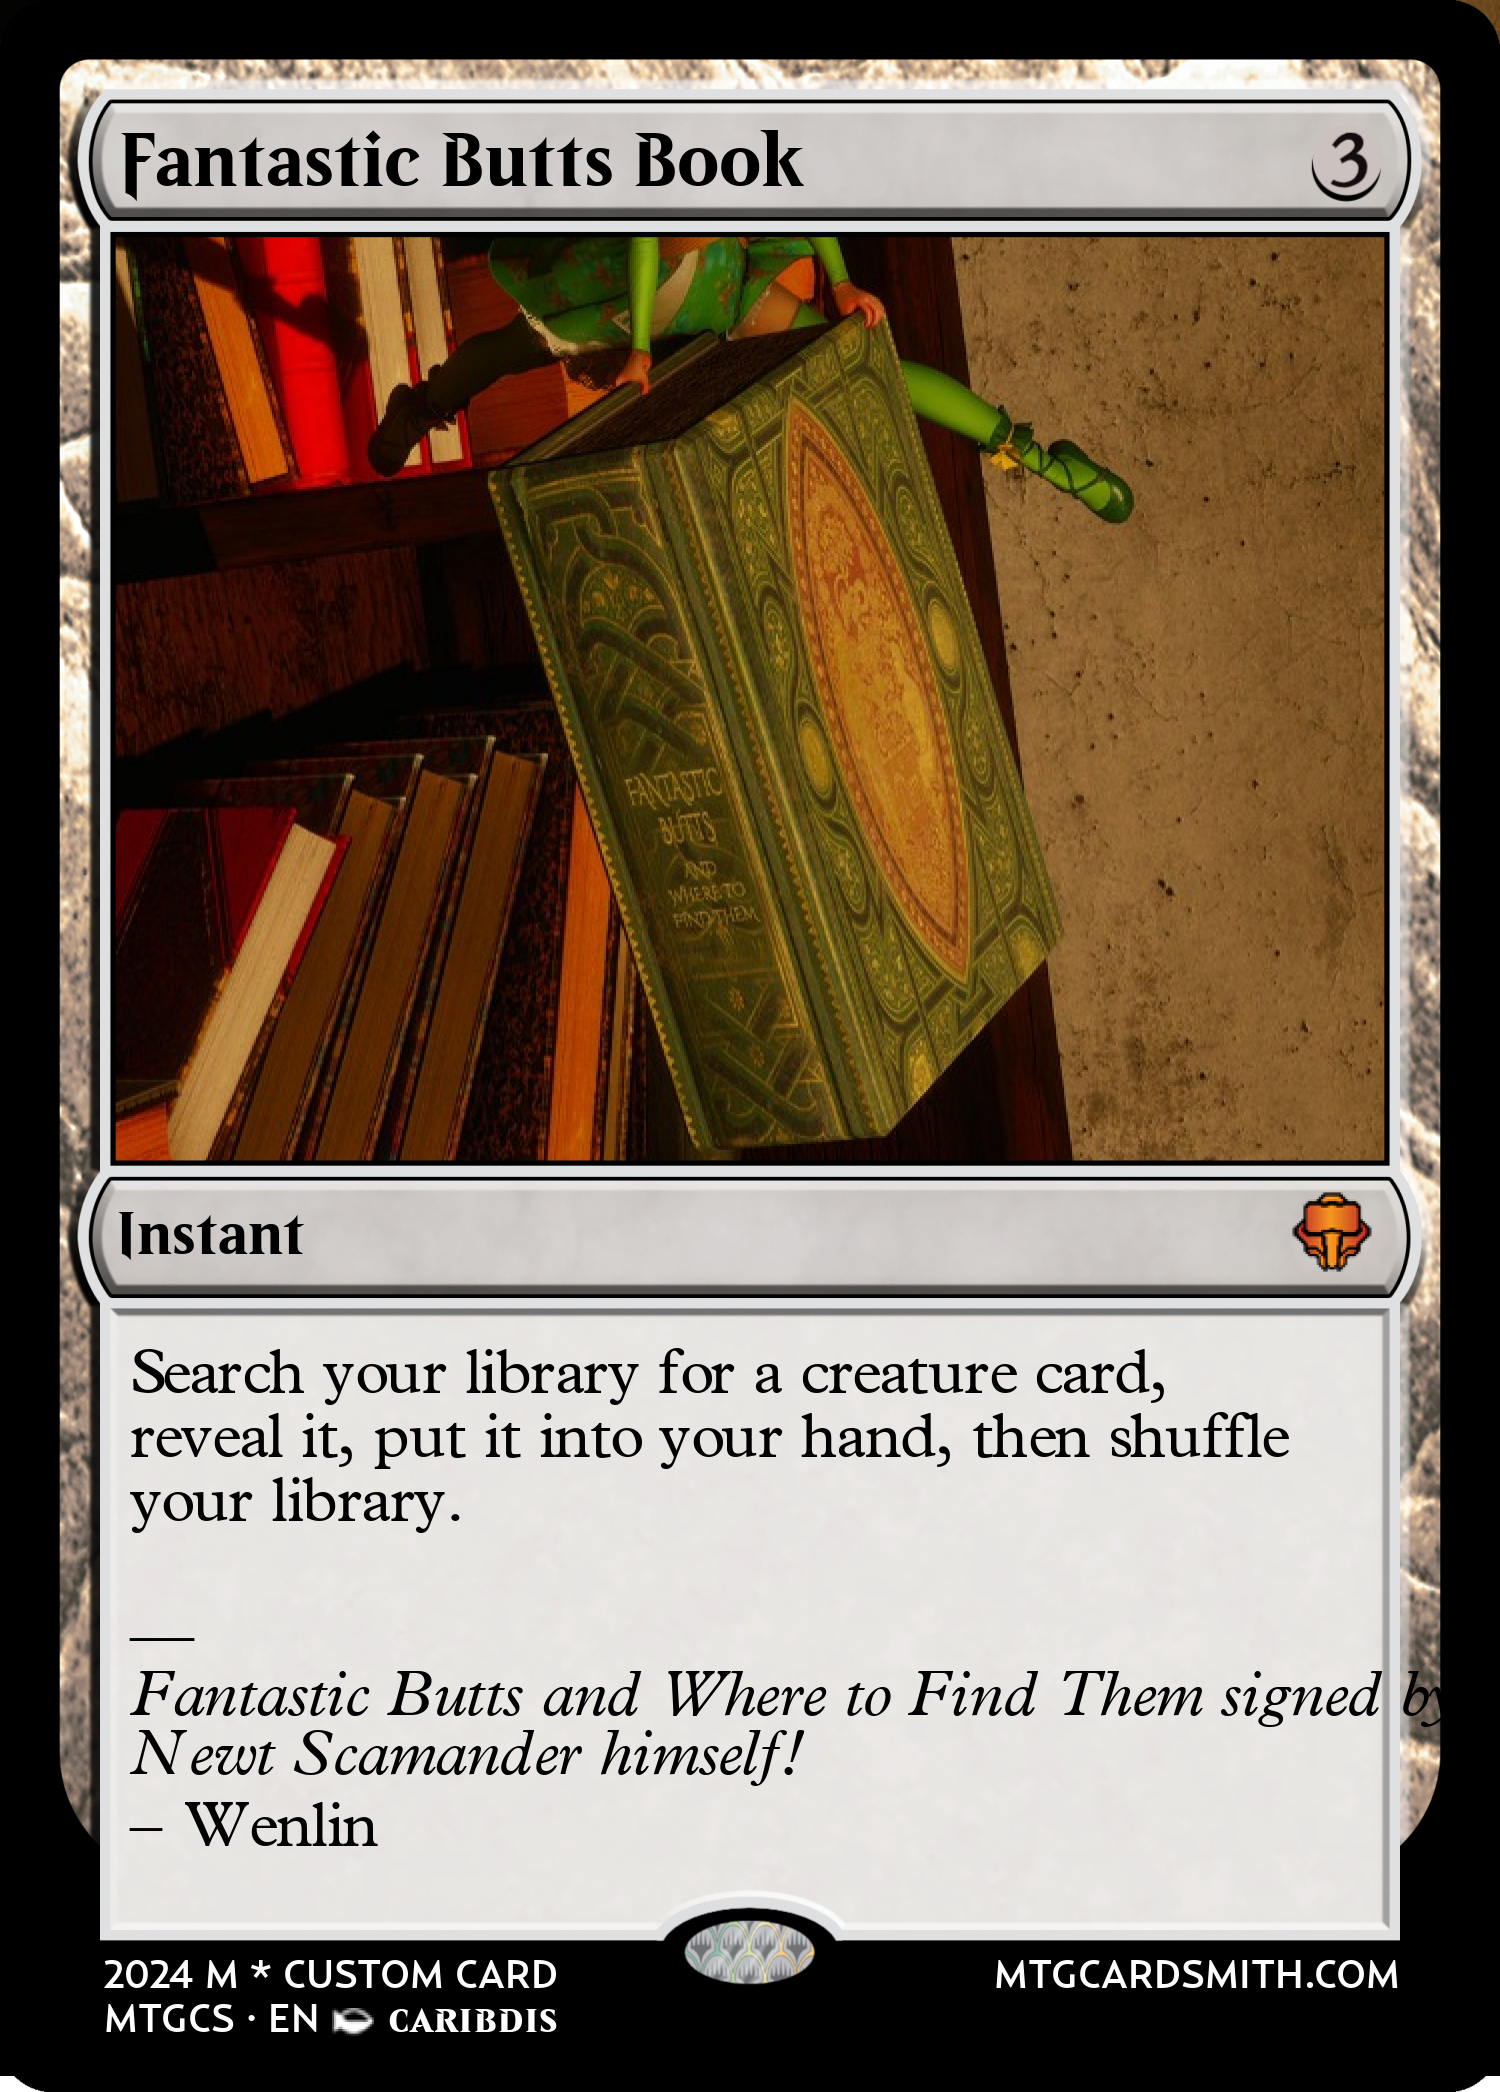 Fantastic Butts Book
3
FANTASTIC
BUTTS
AND
WHERE TO
FIND THEM
Instant
Search your library for a creature card,
reveal it, put it into your hand, then shuffle
your library.
—
Fantastic Butts and Where to Find Them signed by
Newt Scamander himself!
– Wenlin
2024 M * CUSTOM CARD
MTGCS · EN CARIBDIS
MTGCARDSMITH.COM